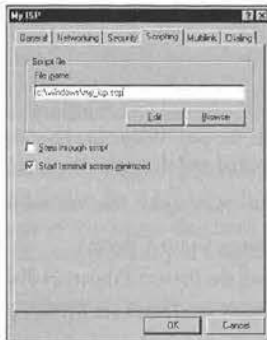 My ISP
General Networking Security Scripting Multilink Dialing
Script file
File name:
c:\windows\my_isp.scp
Edit Browse
Step through script
Start terminal screen minimized
OK Cancel